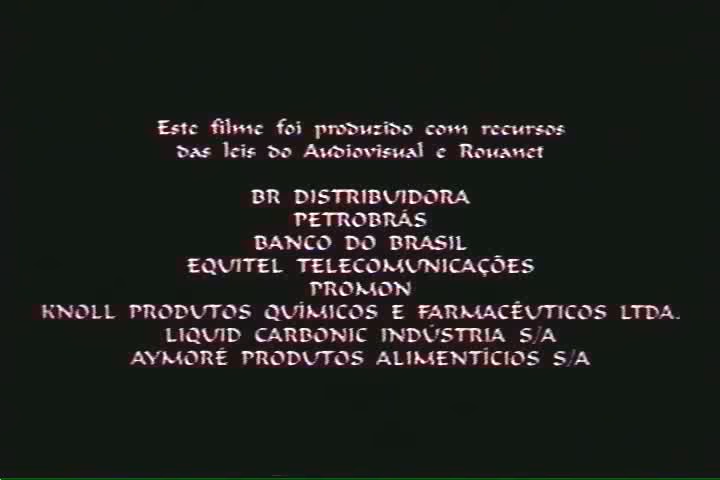 Este filme foi produzido com recursos
das leis do Audiovisual e Rouanet
BR DISTRIBUIDORA
PETROBRÁS
BANCO DO BRASIL
EQUITEL TELECOMUNICAÇÕES
PROMON
KNOLL PRODUTOS QUÍMICOS E FARMACÊUTICOS LTDA.
LIQUID CARBONIC INDÚSTRIA S/A
AYMORÉ PRODUTOS ALIMENTÍCIOS S/A